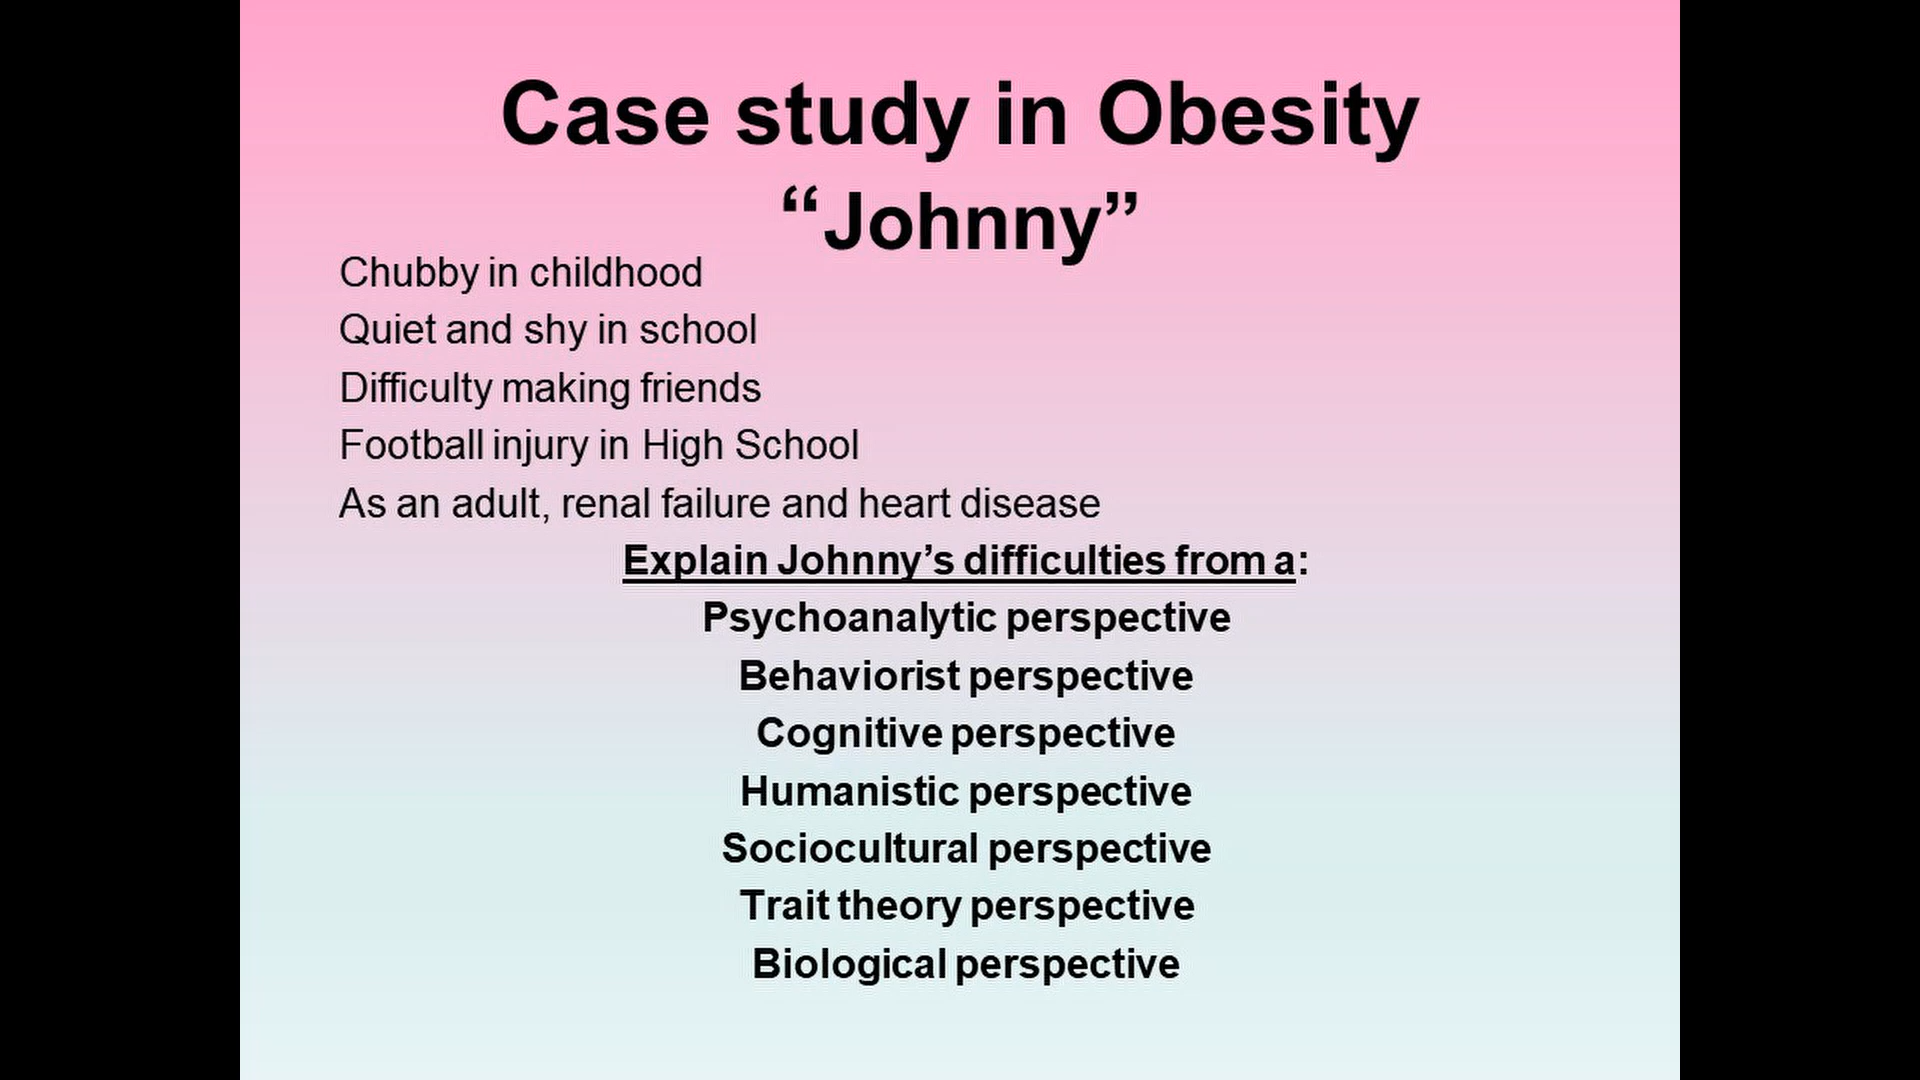 Case study in Obesity
“Johnny”
Chubby in childhood
Quiet and shy in school
Difficulty making friends
Football injury in High School
As an adult, renal failure and heart disease
Explain Johnny’s difficulties from a:
Psychoanalytic perspective
Behaviorist perspective
Cognitive perspective
Humanistic perspective
Sociocultural perspective
Trait theory perspective
Biological perspective